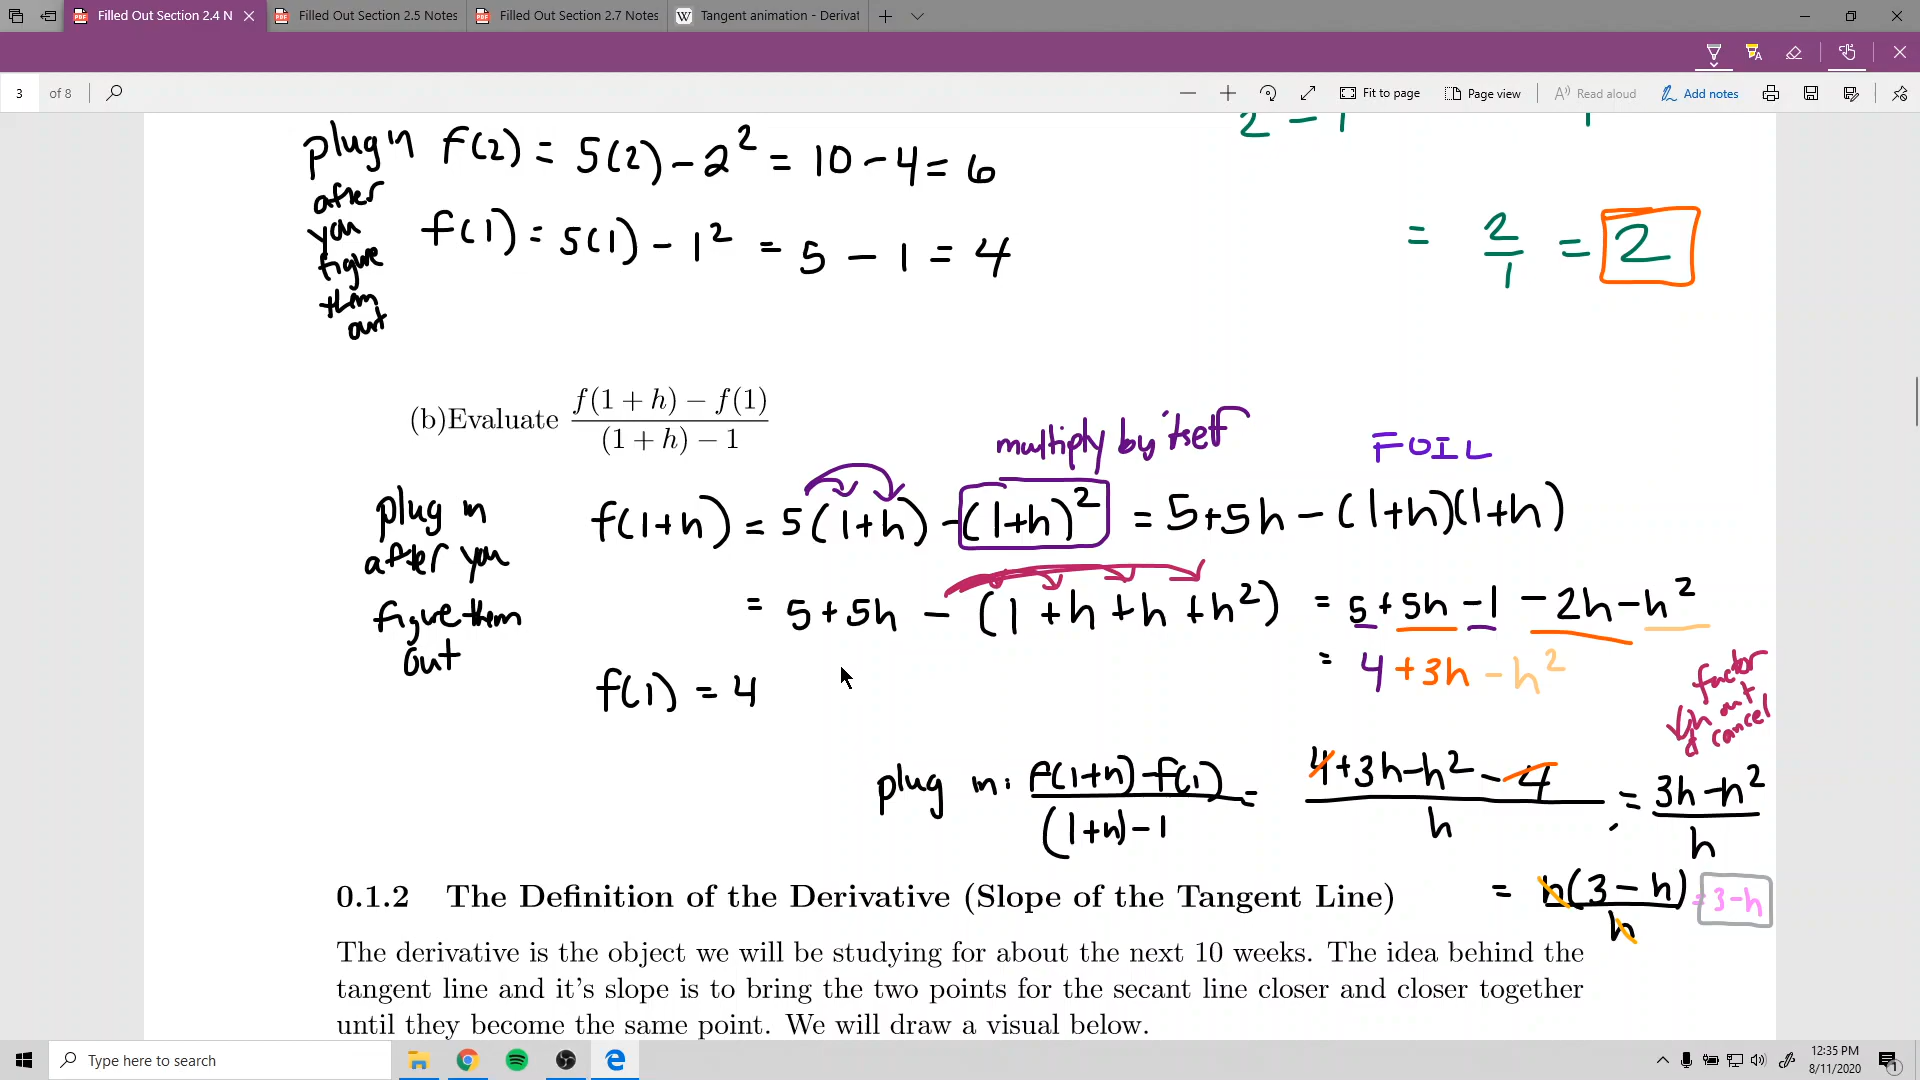 Filled Out Section 2.4 N
Filled Out Section 2.5 Notes
Filled Out Section 2.7 Notes
W Tangent animation - Derivat
3 of 8
Fit to page
Page view
Read aloud
Add notes
2 - 1 1
plug in f(2) = 5(2) - 2² = 10 - 4 = 6
after
you
figure
them
out
f(1) = 5(1) - 1² = 5 - 1 = 4
= 2/1 = 2
(b)Evaluate (f(1 + h) − f(1))/((1 + h) − 1)
multiply by itself
FOIL
plug in
after you
figure them
out
f(1+h) = 5(1+h) - (1+h)² = 5+5h - (1+h)(1+h)
= 5+5h - (1+h+h+h²) = 5+5h-1-2h-h²
= 4+3h-h²
f(1) = 4
factor
h out
& cancel
plug in: (f(1+h)-f(1))/((1+h)-1) = (4+3h-h²-4)/h = (3h-h²)/h
= h(3-h)/h = 3-h
0.1.2 The Definition of the Derivative (Slope of the Tangent Line)
The derivative is the object we will be studying for about the next 10 weeks. The idea behind the
tangent line and it's slope is to bring the two points for the secant line closer and closer together
until they become the same point. We will draw a visual below.
Type here to search
12:35 PM
8/11/2020
1